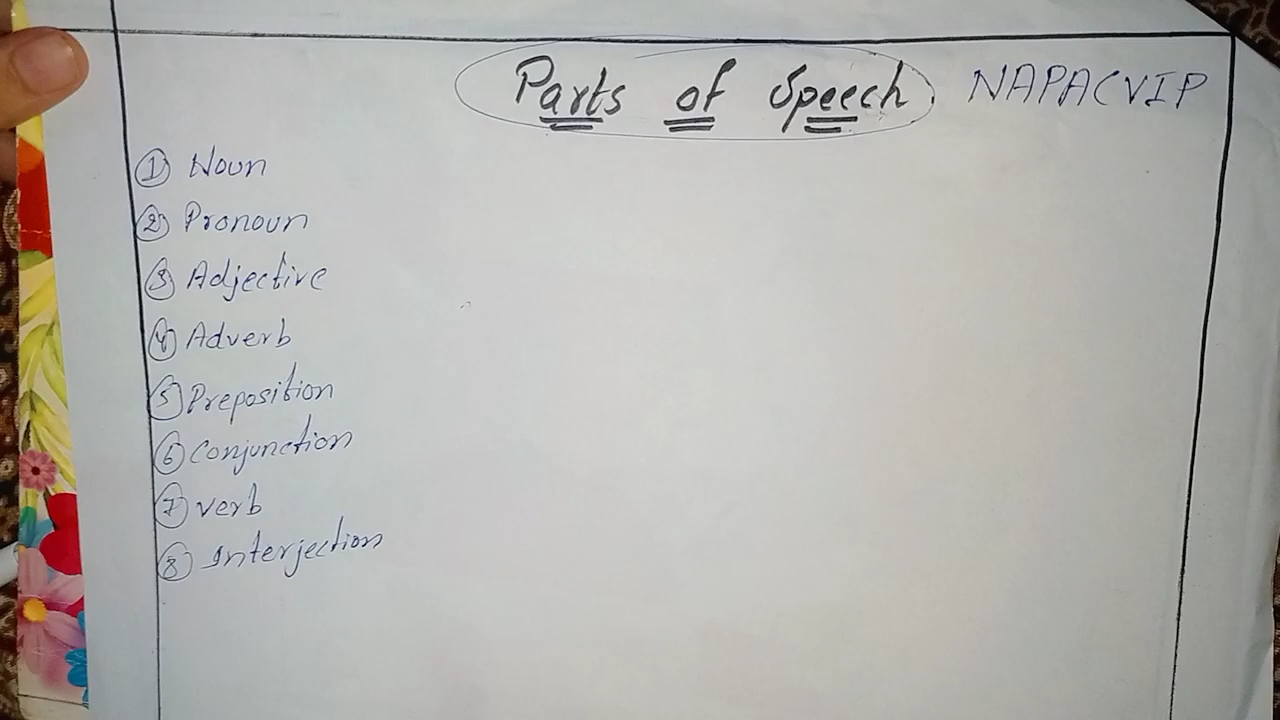 Parts of Speech. NAPACVIP
1 Noun
2 Pronoun
3 Adjective
4 Adverb
5 Preposition
6 Conjunction
7 verb
8 Interjection